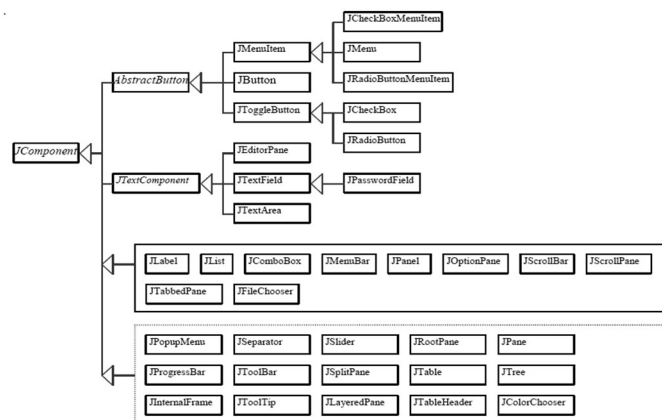 JCheckBoxMenuItem
JMenuItem
JMenu
AbstractButton
JButton
JRadioButtonMenuItem
JToggleButton
JCheckBox
JRadioButton
JComponent
JEditorPane
JTextComponent
JTextField
JPasswordField
JTextArea
JLabel JList JComboBox JMenuBar JPanel JOptionPane JScrollBar JScrollPane
JTabbedPane JFileChooser
JPopupMenu JSeparator JSlider JRootPane JPane
JProgressBar JToolBar JSplitPane JTable JTree
JInternalFrame JToolTip JLayeredPane JTableHeader JColorChooser